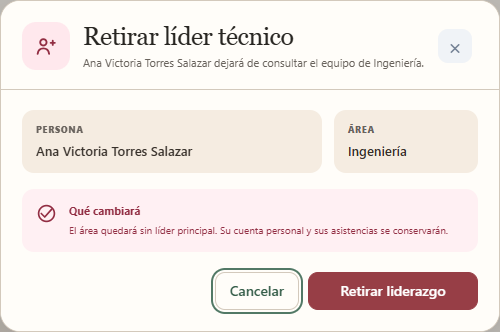 Retirar líder técnico
Ana Victoria Torres Salazar dejará de consultar el equipo de Ingeniería.
PERSONA
Ana Victoria Torres Salazar
ÁREA
Ingeniería
Qué cambiará
El área quedará sin líder principal. Su cuenta personal y sus asistencias se conservarán.
Cancelar
Retirar liderazgo